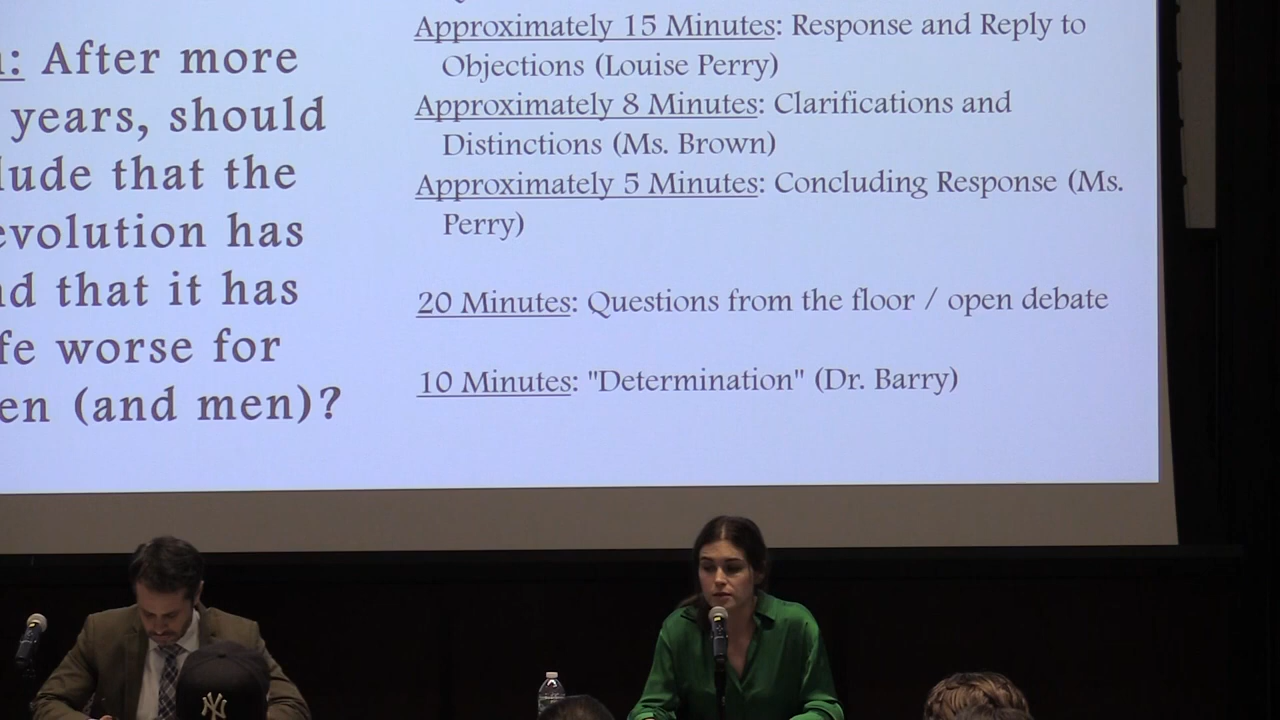 : After more
years, should
lude that the
evolution has
nd that it has
fe worse for
en (and men)?
Approximately 15 Minutes: Response and Reply to
Objections (Louise Perry)
Approximately 8 Minutes: Clarifications and
Distinctions (Ms. Brown)
Approximately 5 Minutes: Concluding Response (Ms.
Perry)
20 Minutes: Questions from the floor / open debate
10 Minutes: "Determination" (Dr. Barry)
NY